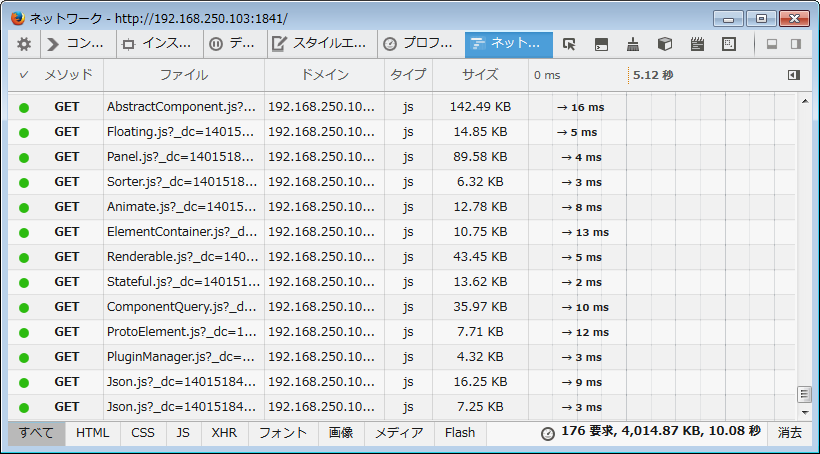 ネットワーク - http://192.168.250.103:1841/
コン... インス... デ... スタイルエ... プロフ... ネット...
✓ メソッド ファイル ドメイン タイプ サイズ 0 ms 5.12 秒
GET AbstractComponent.js?... 192.168.250.10... js 142.49 KB → 16 ms
GET Floating.js?_dc=14015... 192.168.250.10... js 14.85 KB → 5 ms
GET Panel.js?_dc=1401518... 192.168.250.10... js 89.58 KB → 4 ms
GET Sorter.js?_dc=140151... 192.168.250.10... js 6.32 KB → 3 ms
GET Animate.js?_dc=14015... 192.168.250.10... js 12.78 KB → 8 ms
GET ElementContainer.js?_d... 192.168.250.10... js 10.75 KB → 13 ms
GET Renderable.js?_dc=140... 192.168.250.10... js 43.45 KB → 5 ms
GET Stateful.js?_dc=140151... 192.168.250.10... js 13.62 KB → 2 ms
GET ComponentQuery.js?_d... 192.168.250.10... js 35.97 KB → 10 ms
GET ProtoElement.js?_dc=1... 192.168.250.10... js 7.71 KB → 12 ms
GET PluginManager.js?_dc=... 192.168.250.10... js 4.32 KB → 3 ms
GET Json.js?_dc=14015184... 192.168.250.10... js 16.25 KB → 9 ms
GET Json.js?_dc=14015184... 192.168.250.10... js 7.25 KB → 3 ms
すべて HTML CSS JS XHR フォント 画像 メディア Flash 176 要求, 4,014.87 KB, 10.08 秒 消去